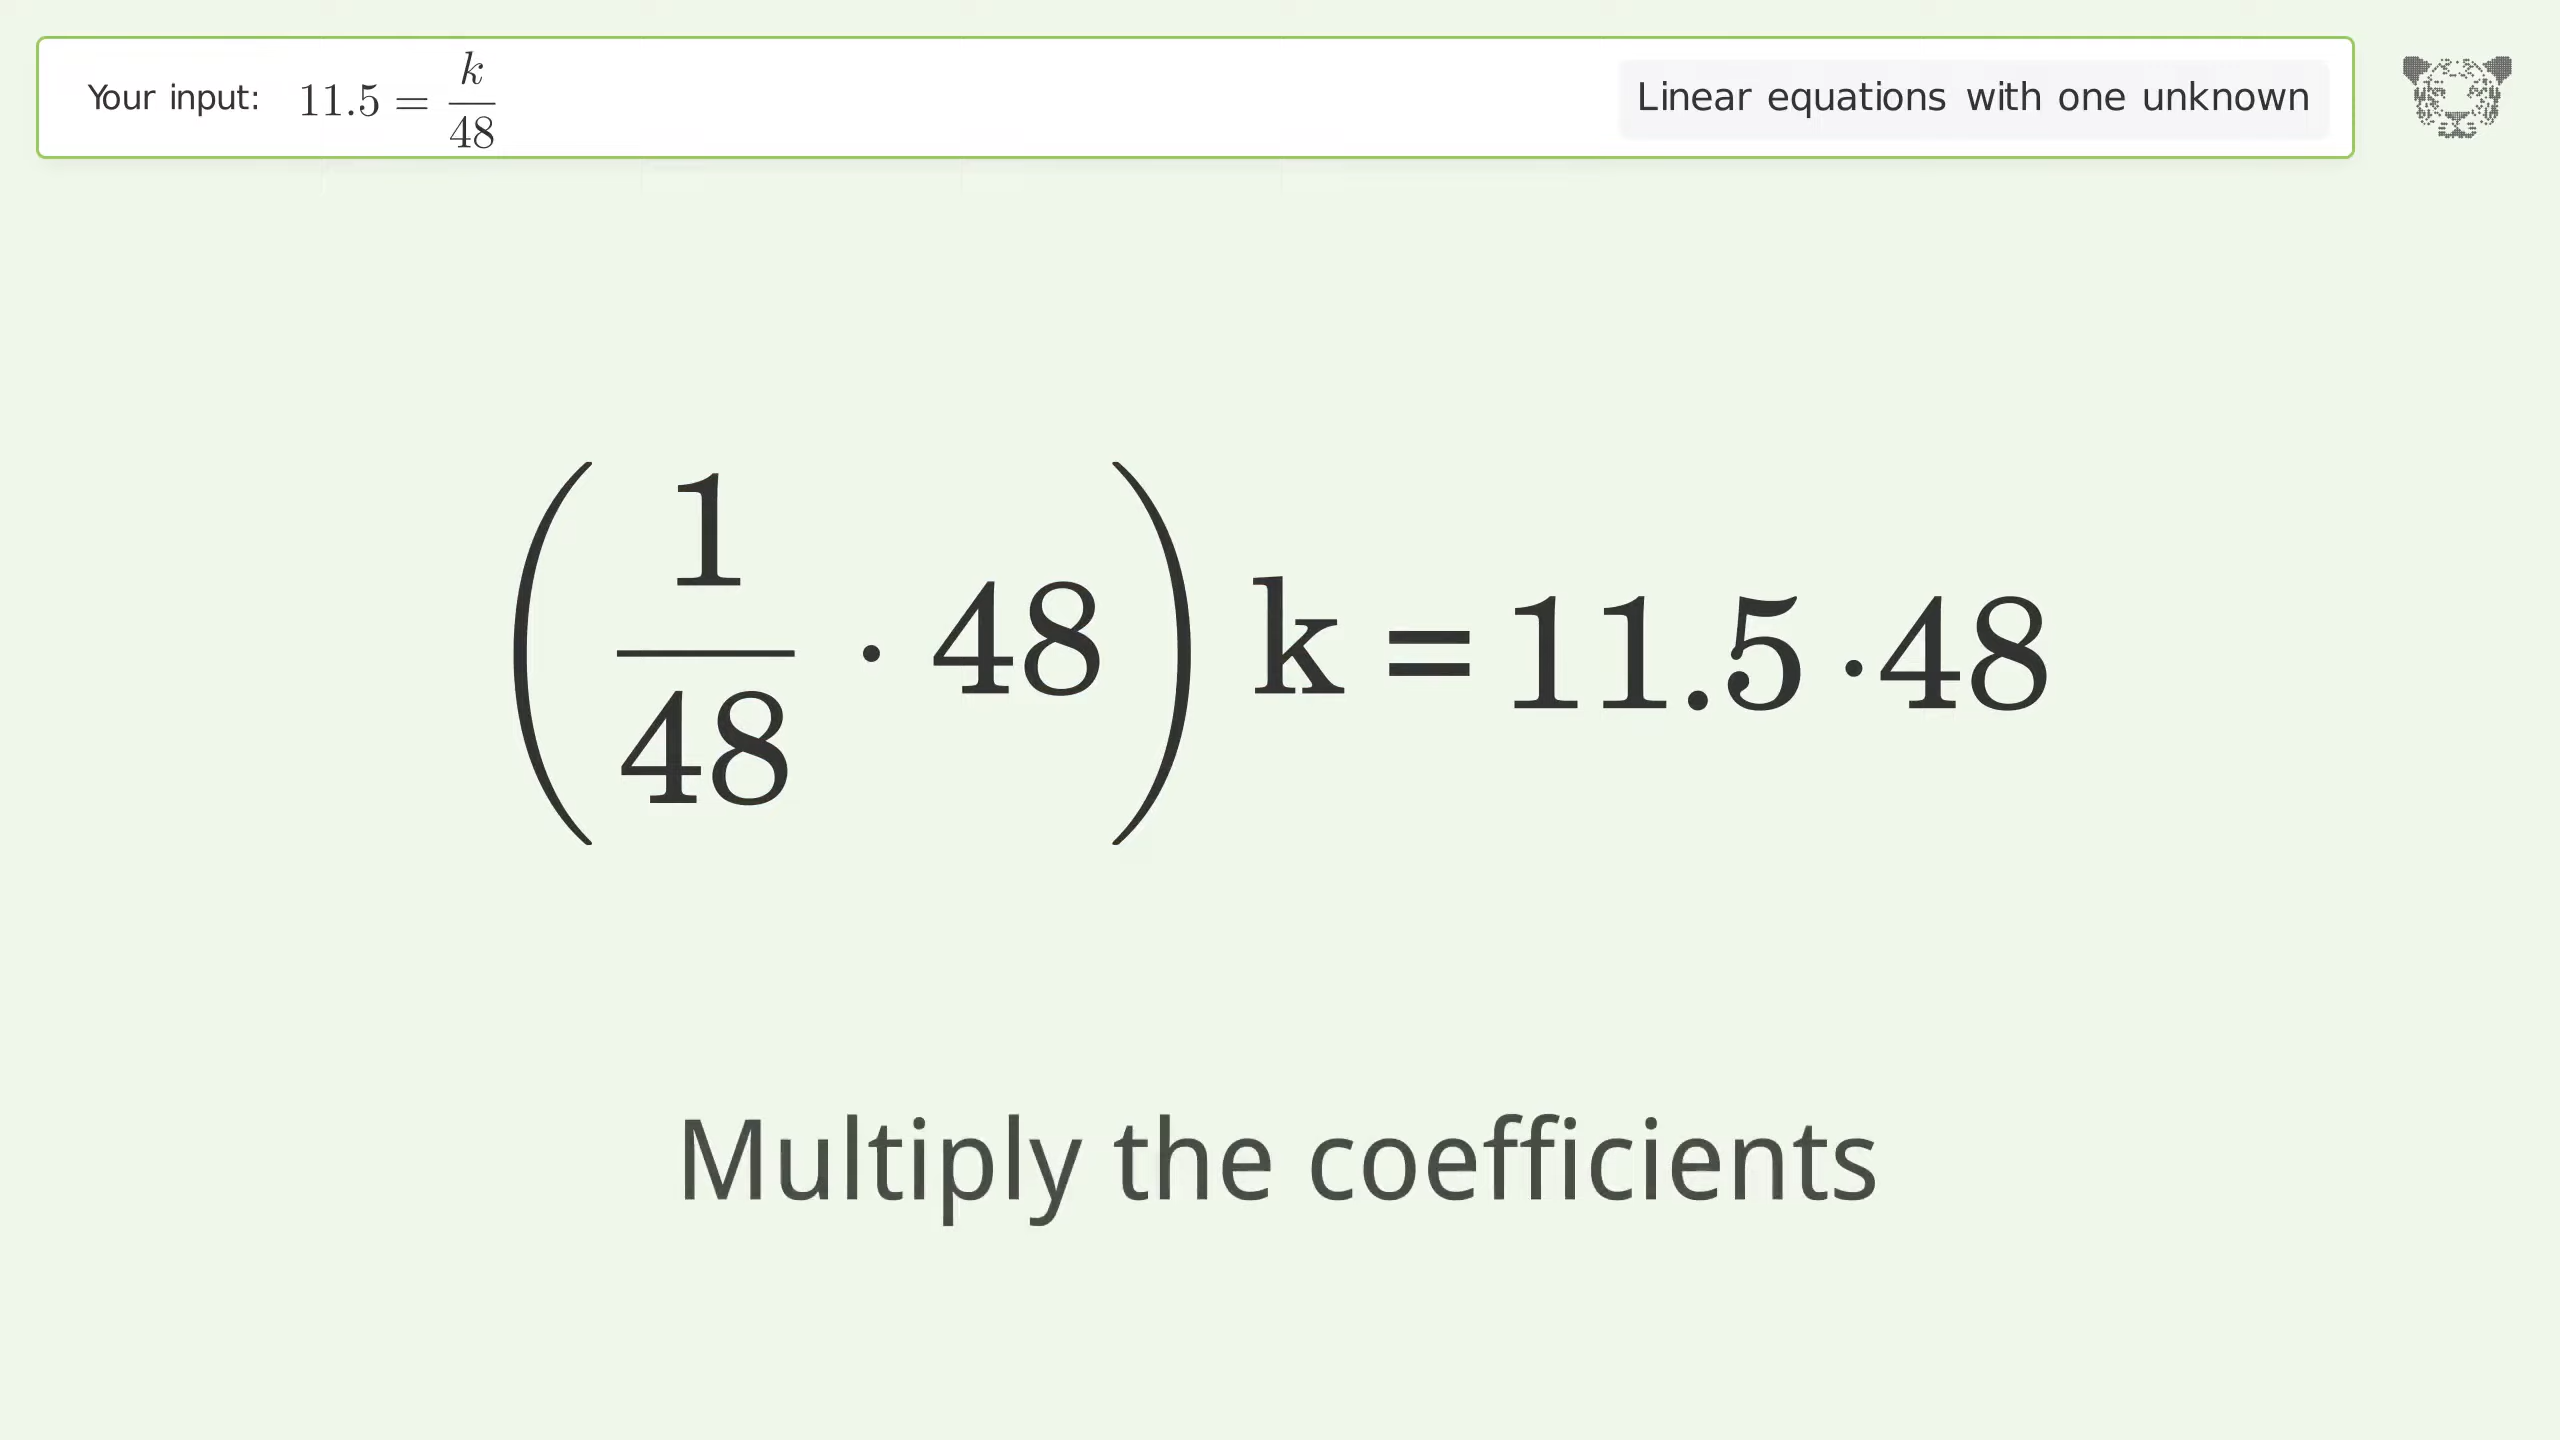 Your input: 11.5 = k/48
Linear equations with one unknown
(1/48 · 48) k = 11.5 · 48
Multiply the coefficients